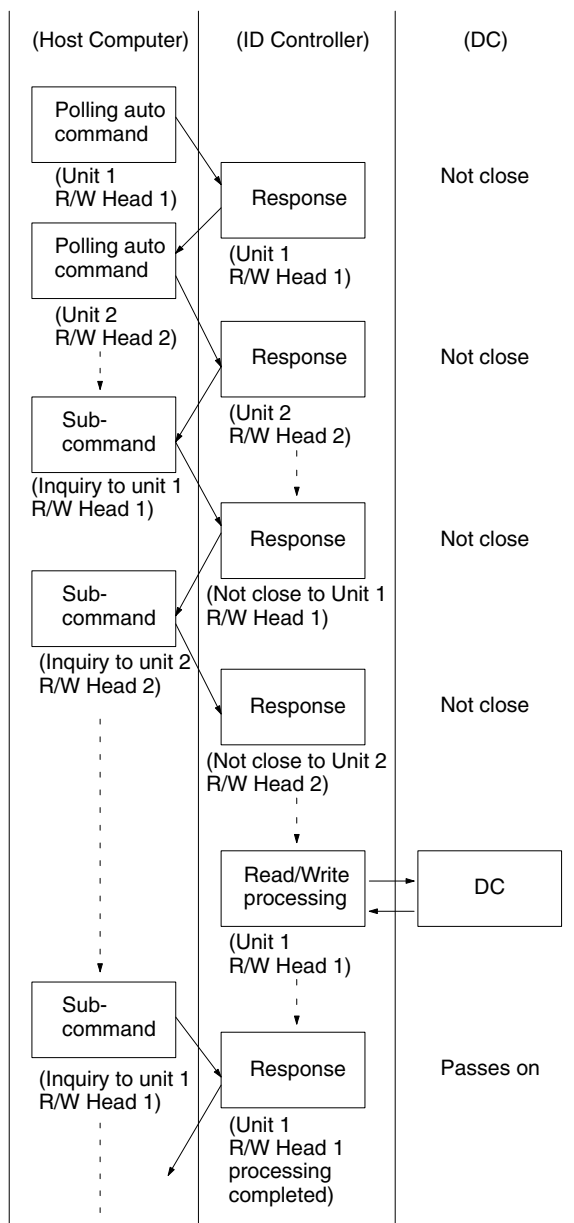 (Host Computer) (ID Controller) (DC)
Polling auto
command
(Unit 1
R/W Head 1)
Response
(Unit 1
R/W Head 1)
Not close
Polling auto
command
(Unit 2
R/W Head 2)
Response
(Unit 2
R/W Head 2)
Not close
Sub-
command
(Inquiry to unit 1
R/W Head 1)
Response
(Not close to Unit 1
R/W Head 1)
Not close
Sub-
command
(Inquiry to unit 2
R/W Head 2)
Response
(Not close to Unit 2
R/W Head 2)
Not close
Read/Write
processing
(Unit 1
R/W Head 1)
DC
Sub-
command
(Inquiry to unit 1
R/W Head 1)
Response
(Unit 1
R/W Head 1
processing
completed)
Passes on